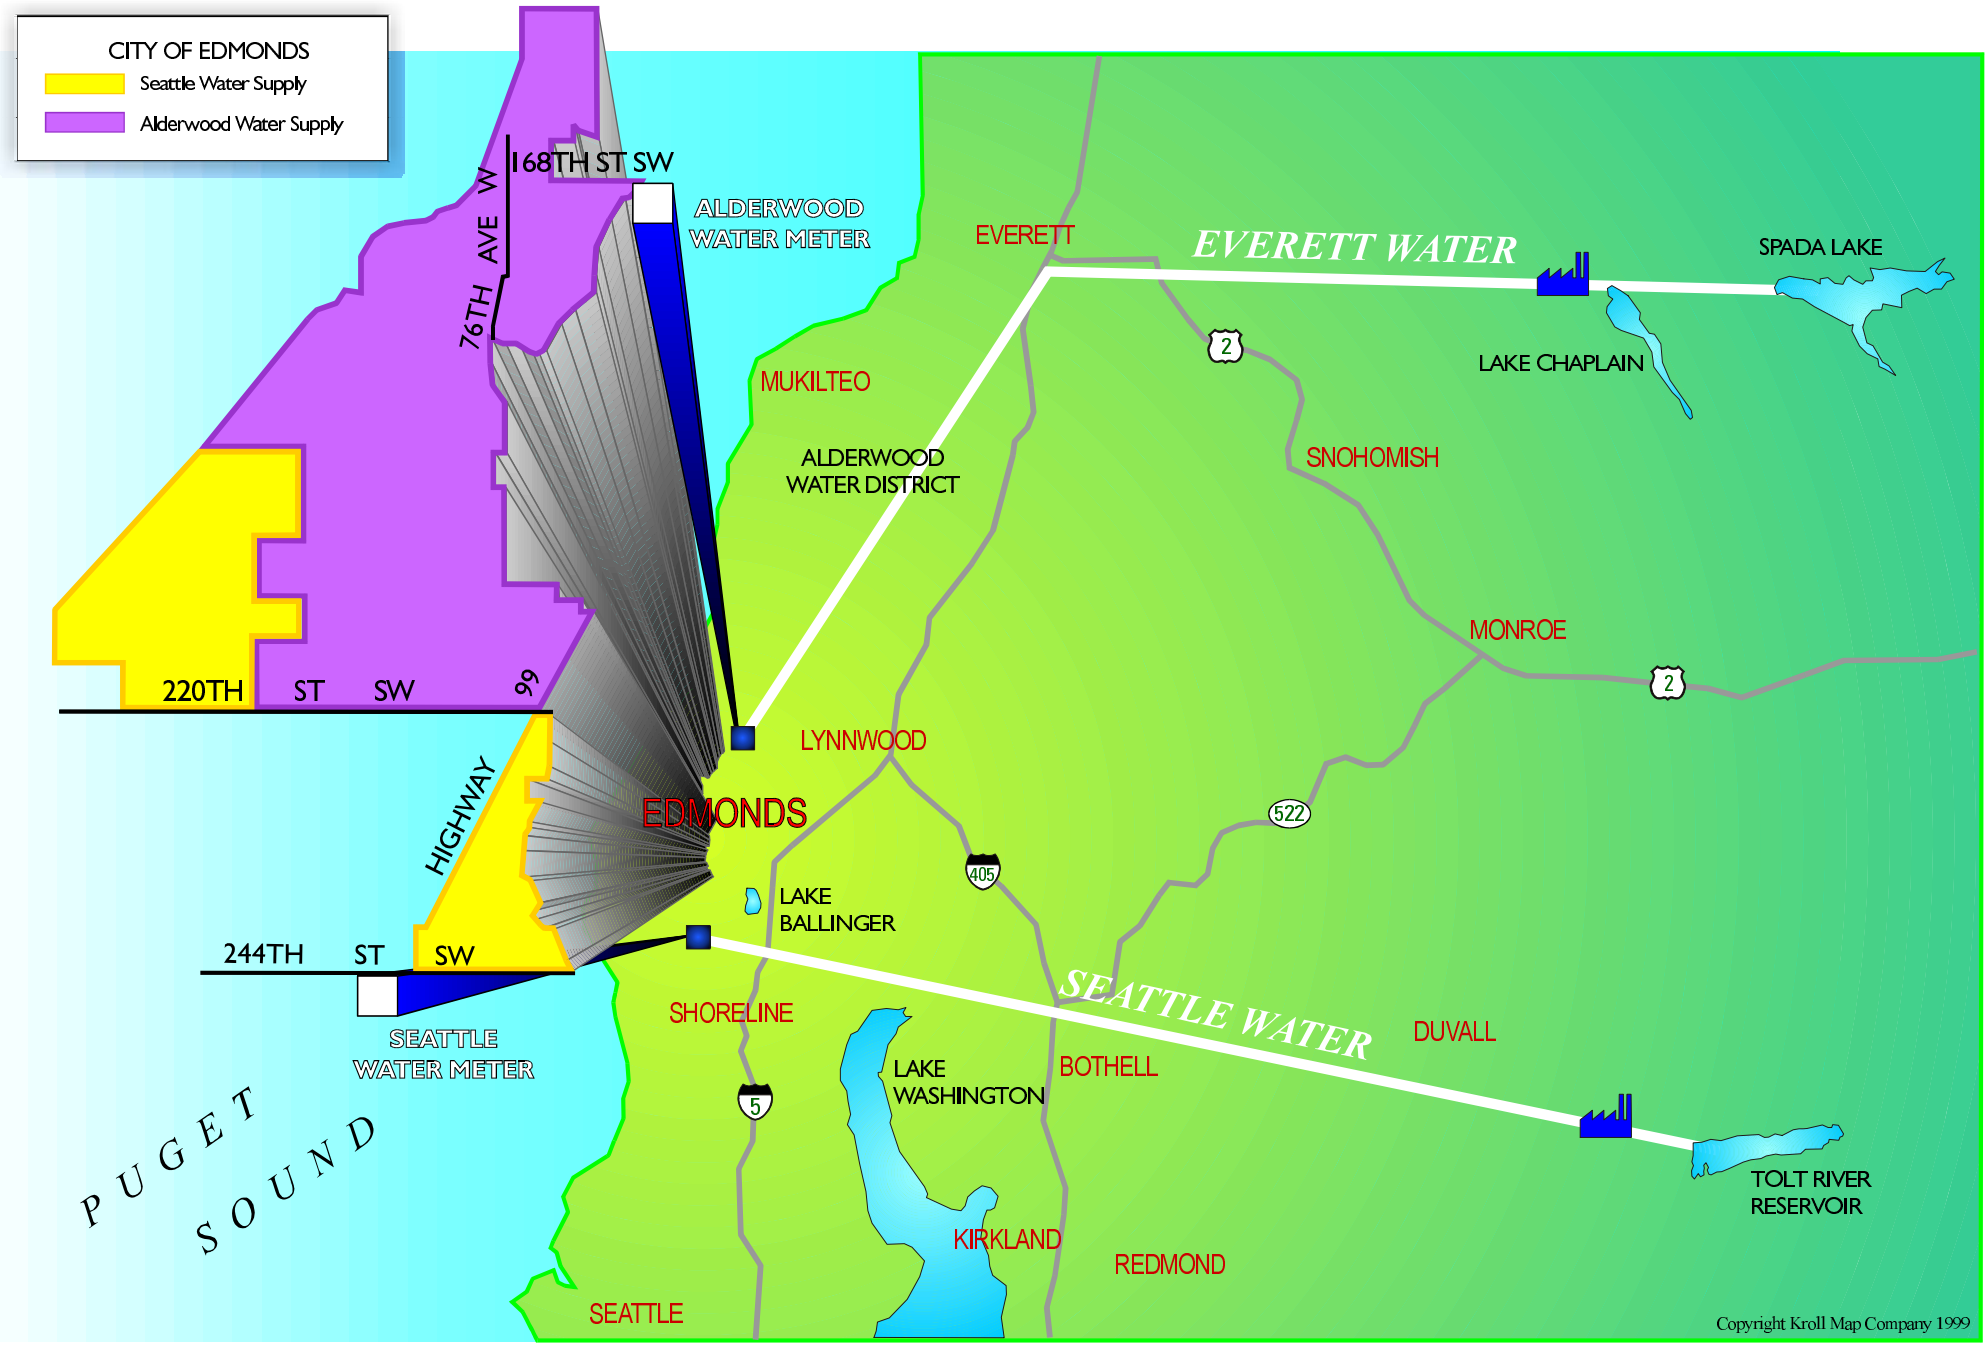 CITY OF EDMONDS
Seattle Water Supply
Alderwood Water Supply
168TH ST SW
76TH AVE W
ALDERWOOD
WATER METER
EVERETT
EVERETT WATER
SPADA LAKE
2
LAKE CHAPLAIN
MUKILTEO
ALDERWOOD
WATER DISTRICT
SNOHOMISH
MONROE
2
220TH ST SW
99
HIGHWAY
LYNNWOOD
EDMONDS
522
405
LAKE
BALLINGER
244TH ST SW
SEATTLE
WATER METER
SHORELINE
SEATTLE WATER
DUVALL
BOTHELL
LAKE
WASHINGTON
5
PUGET
SOUND
TOLT RIVER
RESERVOIR
KIRKLAND
REDMOND
SEATTLE
Copyright Kroll Map Company 1999